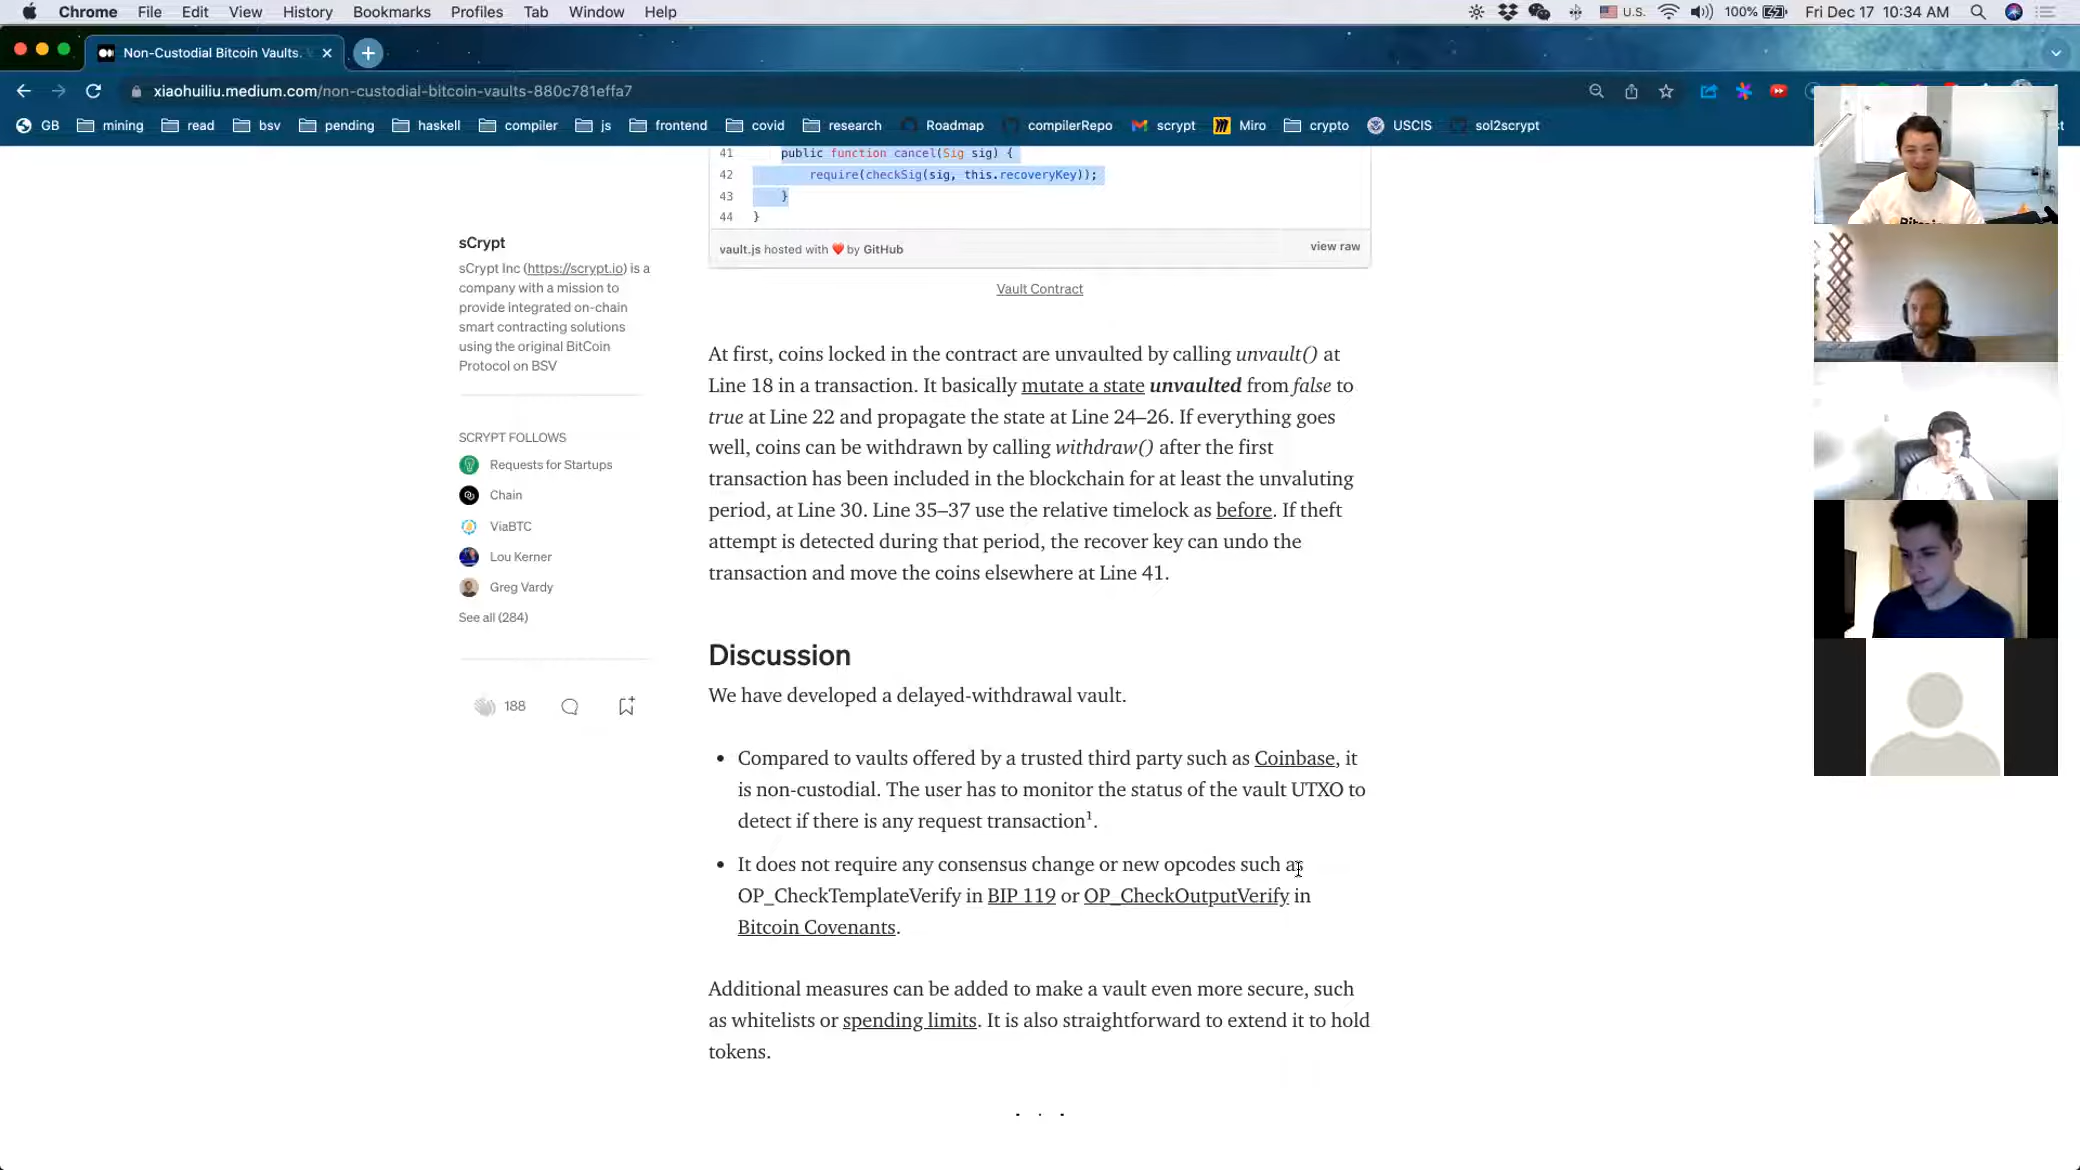 Chrome File Edit View History Bookmarks Profiles Tab Window Help U.S. 100% Fri Dec 17 10:34 AM
Non-Custodial Bitcoin Vaults.
xiaohuiliu.medium.com/non-custodial-bitcoin-vaults-880c781effa7
GB mining read bsv pending haskell compiler js frontend covid research Roadmap compilerRepo scrypt Miro crypto USCIS sol2scrypt
41 public function cancel(Sig sig) {
42 require(checkSig(sig, this.recoveryKey));
43 }
44 }
vault.js hosted with ❤ by GitHub view raw
Vault Contract
sCrypt
sCrypt Inc (https://scrypt.io) is a
company with a mission to
provide integrated on-chain
smart contracting solutions
using the original BitCoin
Protocol on BSV
SCRYPT FOLLOWS
Requests for Startups
Chain
ViaBTC
Lou Kerner
Greg Vardy
See all (284)
188
At first, coins locked in the contract are unvaulted by calling unvault() at
Line 18 in a transaction. It basically mutate a state unvaulted from false to
true at Line 22 and propagate the state at Line 24–26. If everything goes
well, coins can be withdrawn by calling withdraw() after the first
transaction has been included in the blockchain for at least the unvaluting
period, at Line 30. Line 35–37 use the relative timelock as before. If theft
attempt is detected during that period, the recover key can undo the
transaction and move the coins elsewhere at Line 41.
Discussion
We have developed a delayed-withdrawal vault.
• Compared to vaults offered by a trusted third party such as Coinbase, it
is non-custodial. The user has to monitor the status of the vault UTXO to
detect if there is any request transaction¹.
• It does not require any consensus change or new opcodes such as
OP_CheckTemplateVerify in BIP 119 or OP_CheckOutputVerify in
Bitcoin Covenants.
Additional measures can be added to make a vault even more secure, such
as whitelists or spending limits. It is also straightforward to extend it to hold
tokens.
. . .